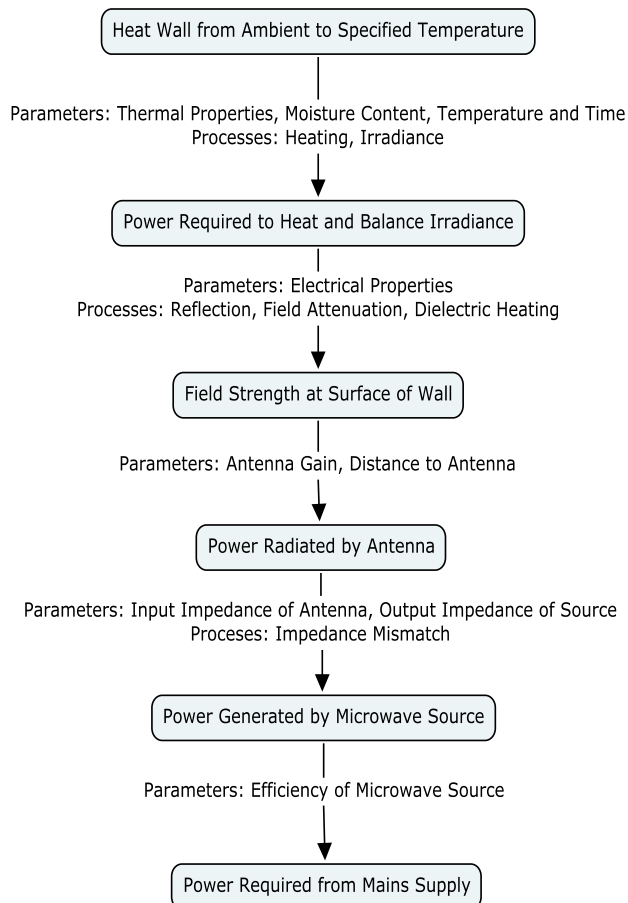 Heat Wall from Ambient to Specified Temperature
Parameters: Thermal Properties, Moisture Content, Temperature and Time
Processes: Heating, Irradiance
Power Required to Heat and Balance Irradiance
Parameters: Electrical Properties
Processes: Reflection, Field Attenuation, Dielectric Heating
Field Strength at Surface of Wall
Parameters: Antenna Gain, Distance to Antenna
Power Radiated by Antenna
Parameters: Input Impedance of Antenna, Output Impedance of Source
Proceses: Impedance Mismatch
Power Generated by Microwave Source
Parameters: Efficiency of Microwave Source
Power Required from Mains Supply